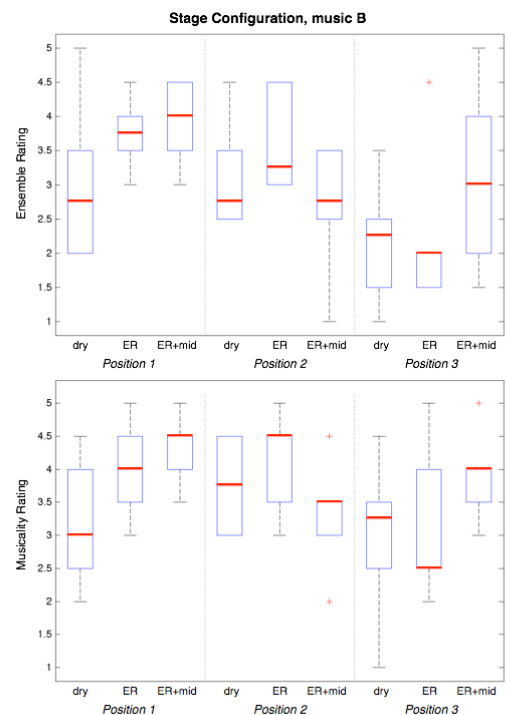 Stage Configuration, music B
Ensemble Rating
5
4.5
4
3.5
3
2.5
2
1.5
1
dry ER ER+mid dry ER ER+mid dry ER ER+mid
Position 1 Position 2 Position 3
Musicality Rating
5
4.5
4
3.5
3
2.5
2
1.5
1
dry ER ER+mid dry ER ER+mid dry ER ER+mid
Position 1 Position 2 Position 3